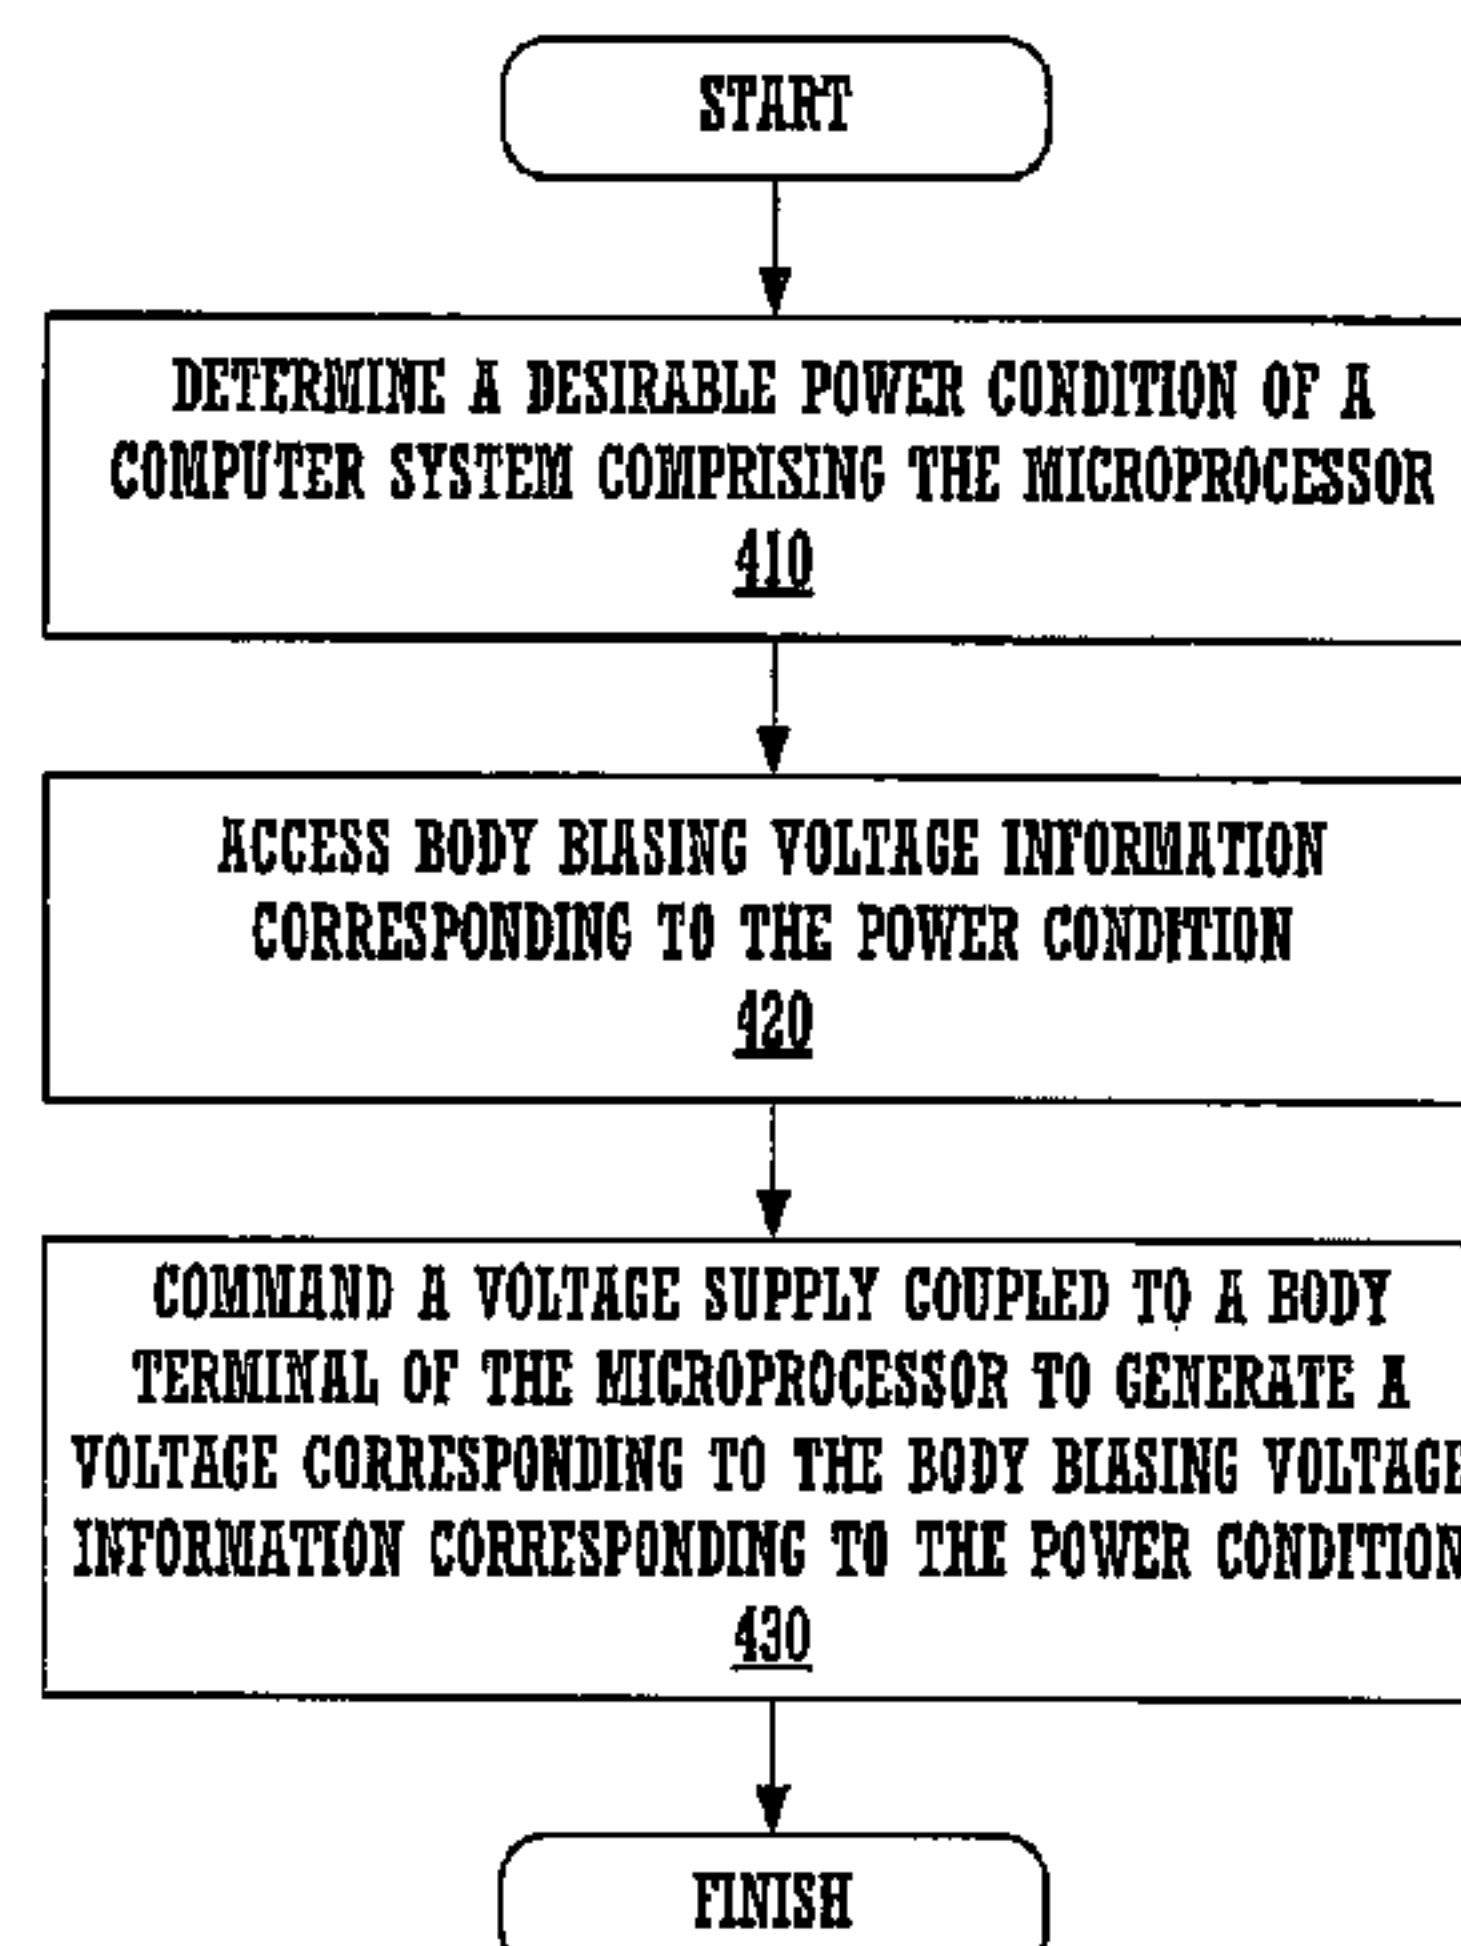 START
DETERMINE A DESIRABLE POWER CONDITION OF A
COMPUTER SYSTEM COMPRISING THE MICROPROCESSOR
410
ACCESS BODY BIASING VOLTAGE INFORMATION
CORRESPONDING TO THE POWER CONDITION
420
COMMAND A VOLTAGE SUPPLY COUPLED TO A BODY
TERMINAL OF THE MICROPROCESSOR TO GENERATE A
VOLTAGE CORRESPONDING TO THE BODY BIASING VOLTAGE
INFORMATION CORRESPONDING TO THE POWER CONDITION
430
FINISH